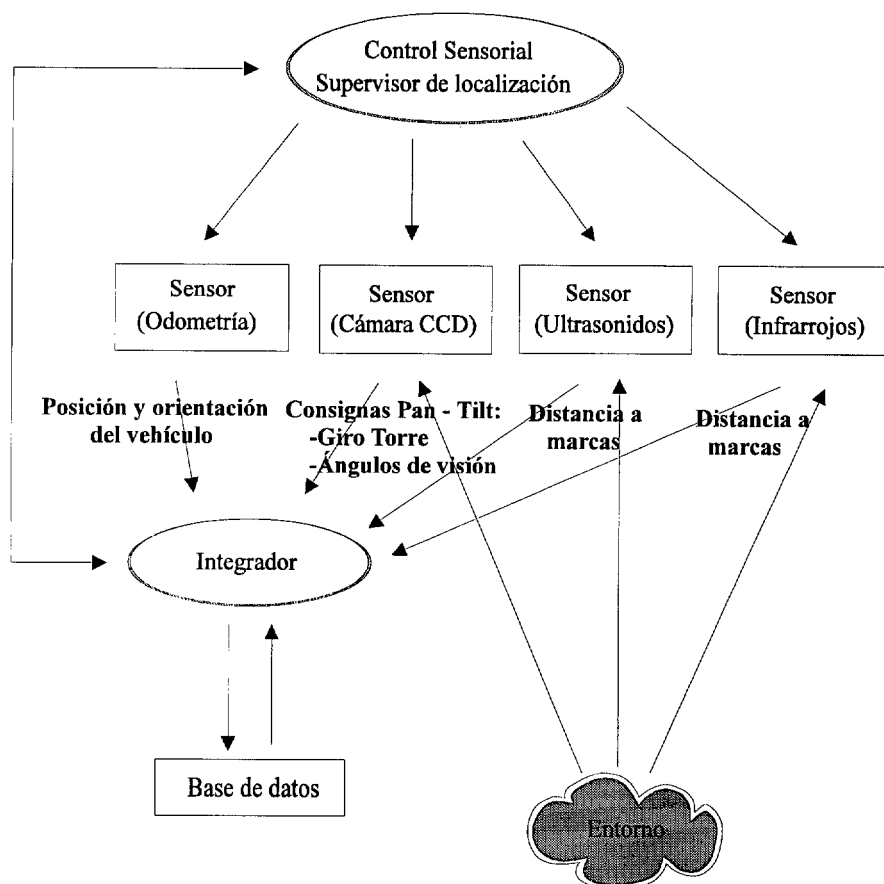 Control Sensorial
Supervisor de localización
Sensor
(Odometría)
Sensor
(Cámara CCD)
Sensor
(Ultrasonidos)
Sensor
(Infrarrojos)
Posición y orientación
del vehículo
Consignas Pan - Tilt:
-Giro Torre
-Ángulos de visión
Distancia a
marcas
Distancia a
marcas
Integrador
Base de datos
Entorno